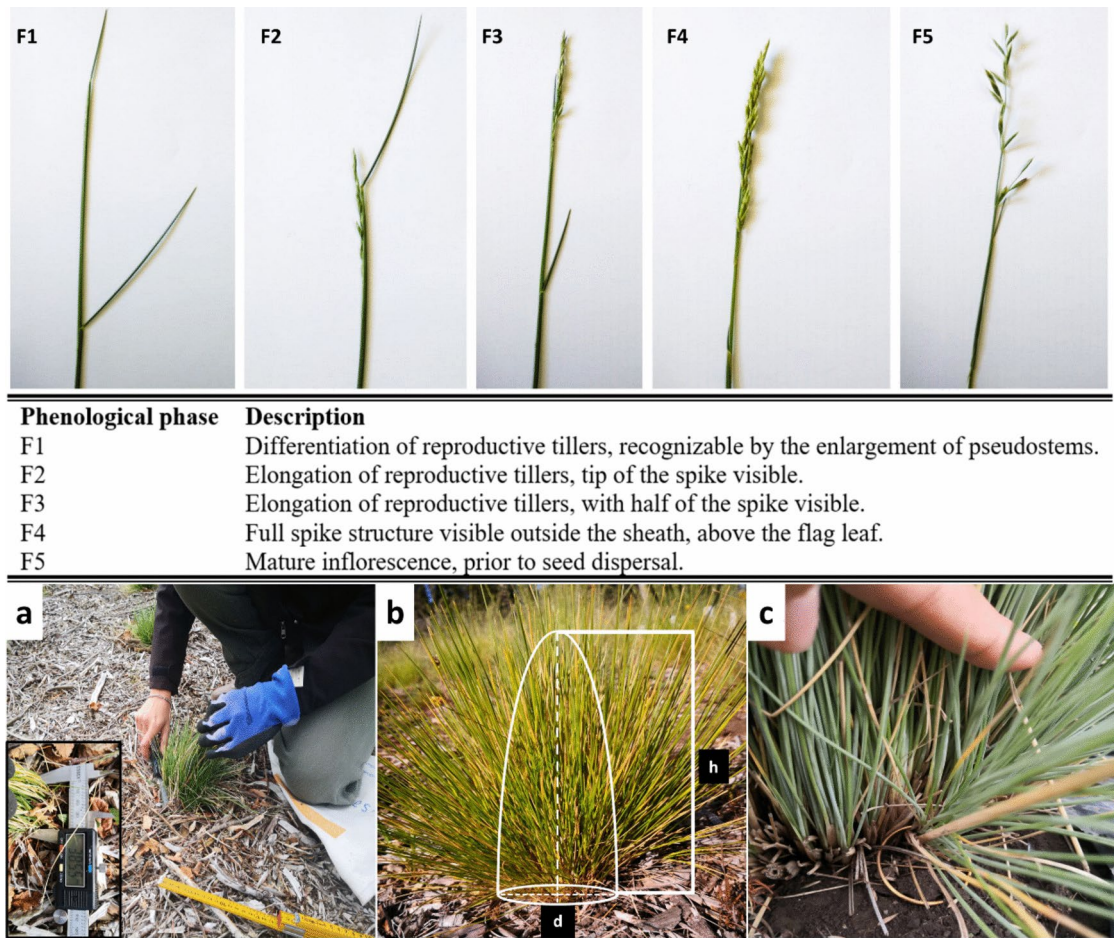 F1
F2
F3
F4
F5
Phenological phase Description
F1 Differentiation of reproductive tillers, recognizable by the enlargement of pseudostems.
F2 Elongation of reproductive tillers, tip of the spike visible.
F3 Elongation of reproductive tillers, with half of the spike visible.
F4 Full spike structure visible outside the sheath, above the flag leaf.
F5 Mature inflorescence, prior to seed dispersal.
a
b
c
h
d